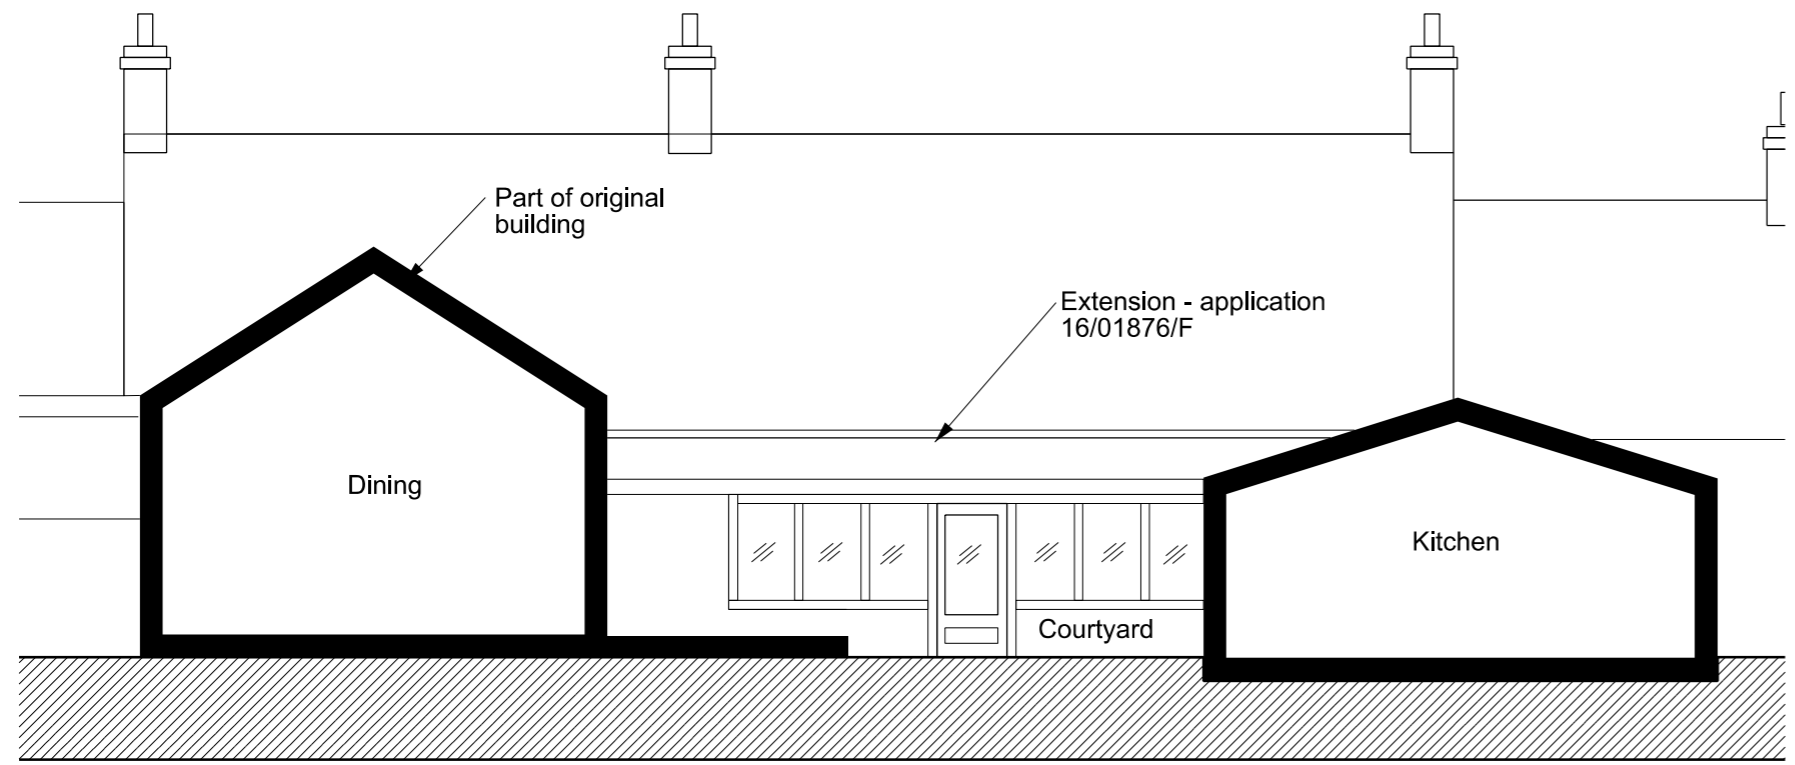 Part of original
building
Extension - application
16/01876/F
Dining
Kitchen
Courtyard